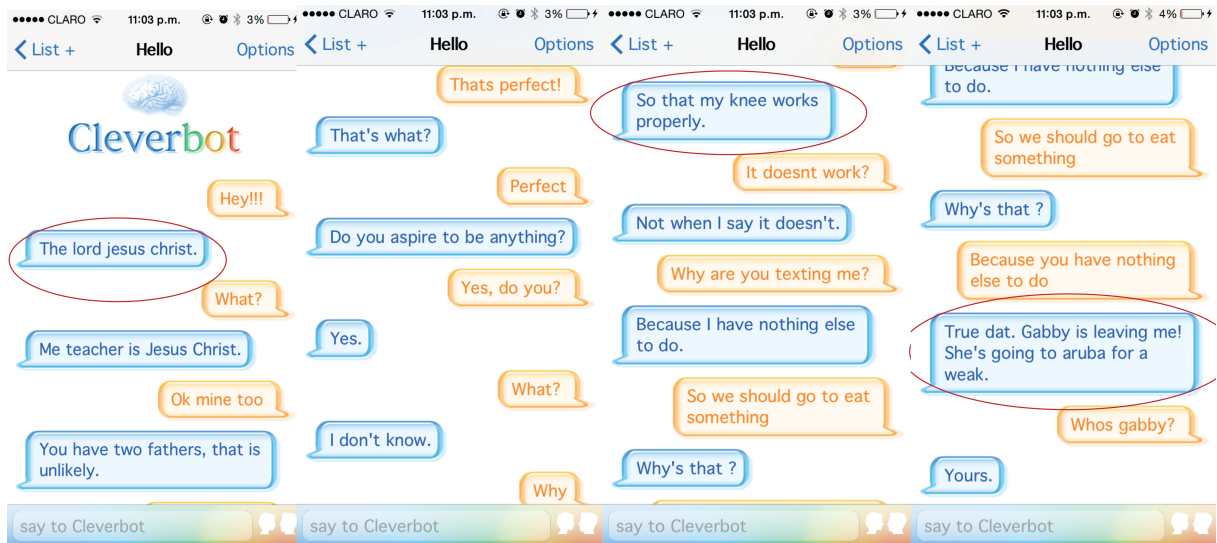 CLARO 11:03 p.m. 3%
List + Hello Options
Cleverbot
Hey!!!
The lord jesus christ.
What?
Me teacher is Jesus Christ.
Ok mine too
You have two fathers, that is
unlikely.
say to Cleverbot
CLARO 11:03 p.m. 3%
List + Hello Options
Thats perfect!
That's what?
Perfect
Do you aspire to be anything?
Yes, do you?
Yes.
What?
I don't know.
Why
say to Cleverbot
CLARO 11:03 p.m. 3%
List + Hello Options
So that my knee works
properly.
It doesnt work?
Not when I say it doesn't.
Why are you texting me?
Because I have nothing else
to do.
So we should go to eat
something
Why's that ?
say to Cleverbot
CLARO 11:03 p.m. 4%
List + Hello Options
Because I have nothing else
to do.
So we should go to eat
something
Why's that ?
Because you have nothing
else to do
True dat. Gabby is leaving me!
She's going to aruba for a
weak.
Whos gabby?
Yours.
say to Cleverbot